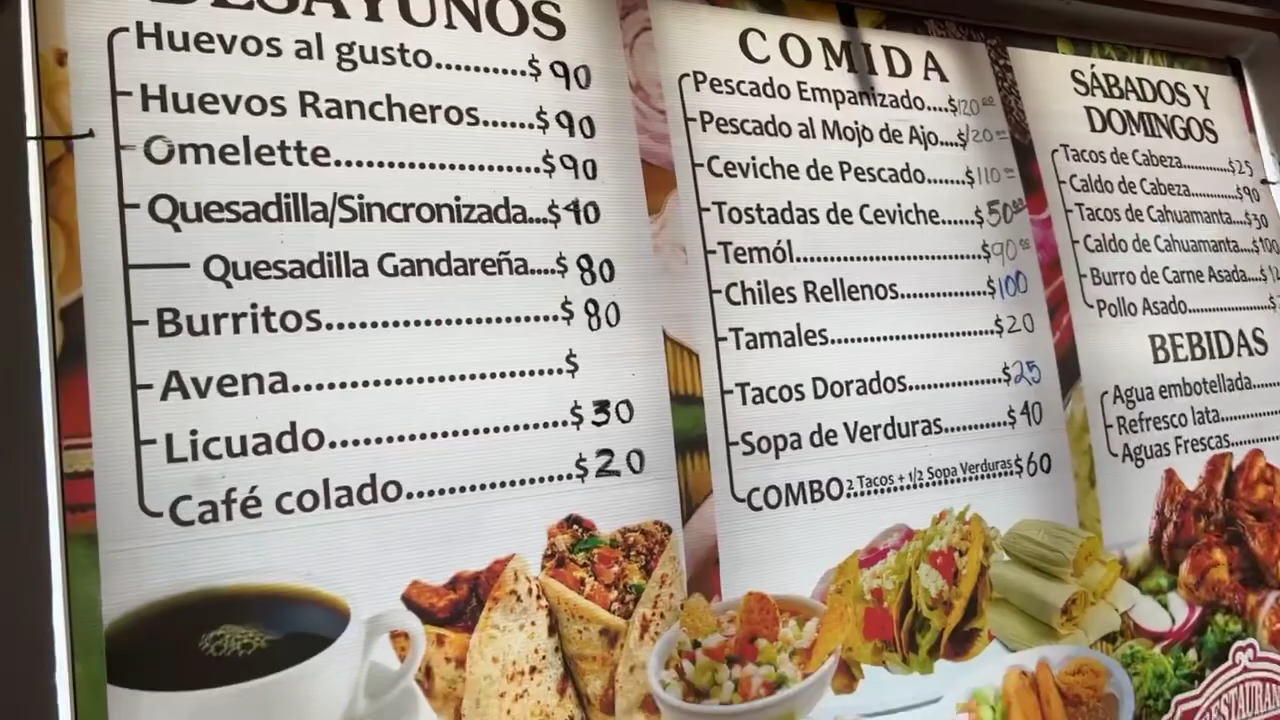 DESAYUNOS
Huevos al gusto..........$ 90
Huevos Rancheros......$ 90
Omelette......................$90
Quesadilla/Sincronizada...$40
Quesadilla Gandareña....$ 80
Burritos........................$ 80
Avena...........................$
Licuado.........................$ 30
Café colado.................$20
COMIDA
Pescado Empanizado....$120.00
Pescado al Mojo de Ajo....$120.00
Ceviche de Pescado.......$110.00
Tostadas de Ceviche......$50.00
Temól............................$90.00
Chiles Rellenos..............$100
Tamales.........................$20
Tacos Dorados...............$25
Sopa de Verduras...........$40
COMBO 2 Tacos + 1/2 Sopa Verduras $60
SÁBADOS Y
DOMINGOS
Tacos de Cabeza..........$25
Caldo de Cabeza..........$90
Tacos de Cahuamanta....$30
Caldo de Cahuamanta....$100
Burro de Carne Asada....$
Pollo Asado.................$
BEBIDAS
Agua embotellada.......
Refresco lata............
Aguas Frescas..........